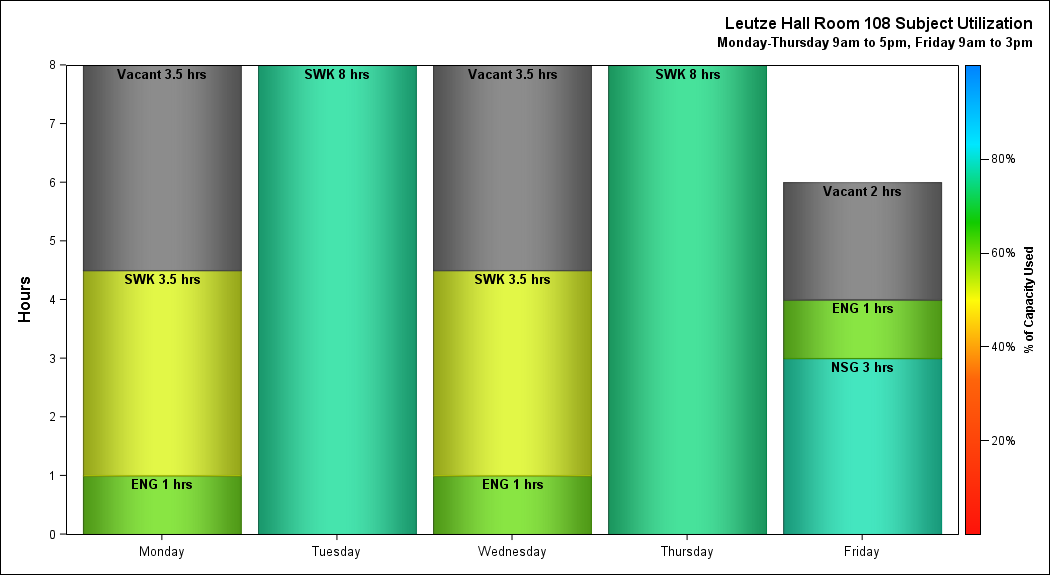 Leutze Hall Room 108 Subject Utilization
Monday-Thursday 9am to 5pm, Friday 9am to 3pm
Hours
8
7
6
5
4
3
2
1
0
Vacant 3.5 hrs
SWK 3.5 hrs
ENG 1 hrs
SWK 8 hrs
Vacant 3.5 hrs
SWK 3.5 hrs
ENG 1 hrs
SWK 8 hrs
Vacant 2 hrs
ENG 1 hrs
NSG 3 hrs
Monday
Tuesday
Wednesday
Thursday
Friday
80%
60%
40%
20%
% of Capacity Used